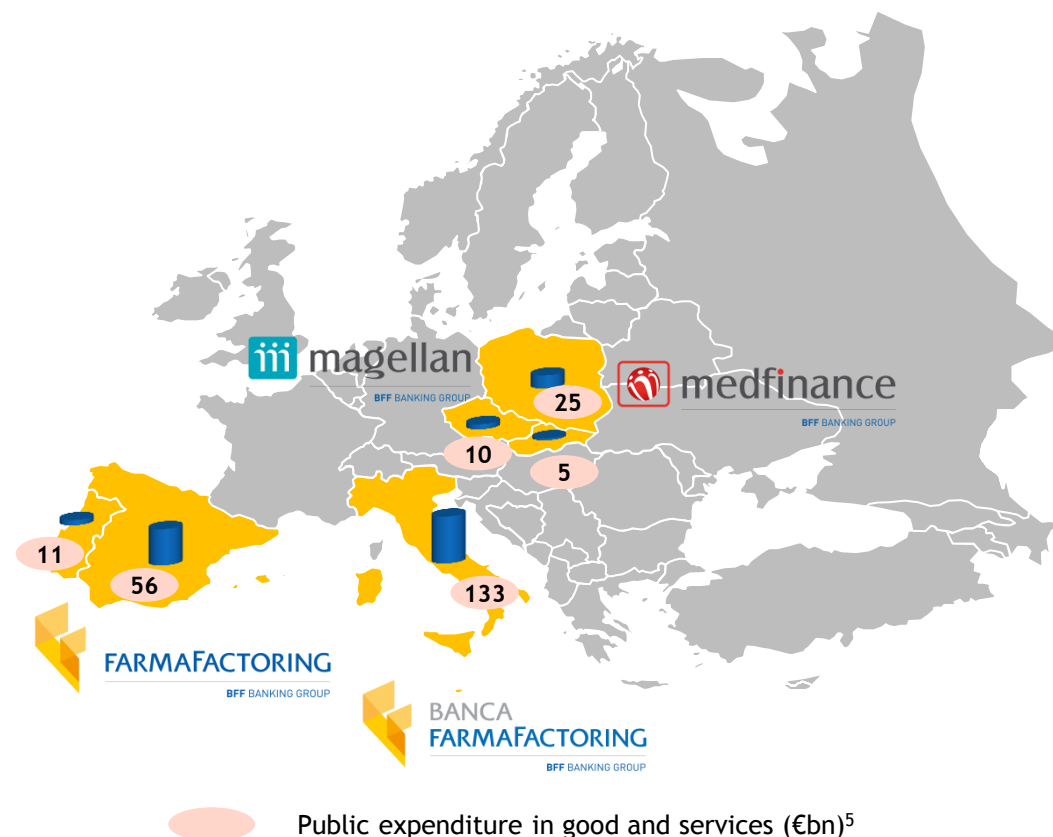 magellan
BFF BANKING GROUP
medfinance
BFF BANKING GROUP
25
10
5
11
56
133
FARMAFACTORING
BFF BANKING GROUP
BANCA
FARMAFACTORING
BFF BANKING GROUP
Public expenditure in good and services (€bn)5